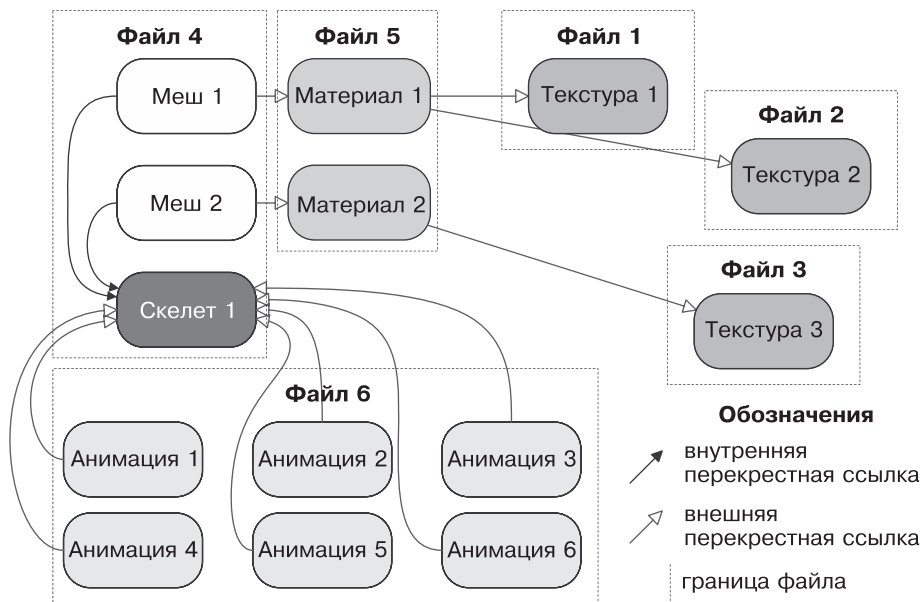 Файл 4
Файл 5
Файл 1
Меш 1
Материал 1
Текстура 1
Файл 2
Текстура 2
Меш 2
Материал 2
Файл 3
Текстура 3
Скелет 1
Файл 6
Анимация 1
Анимация 2
Анимация 3
Анимация 4
Анимация 5
Анимация 6
Обозначения
внутренняя
перекрестная ссылка
внешняя
перекрестная ссылка
граница файла